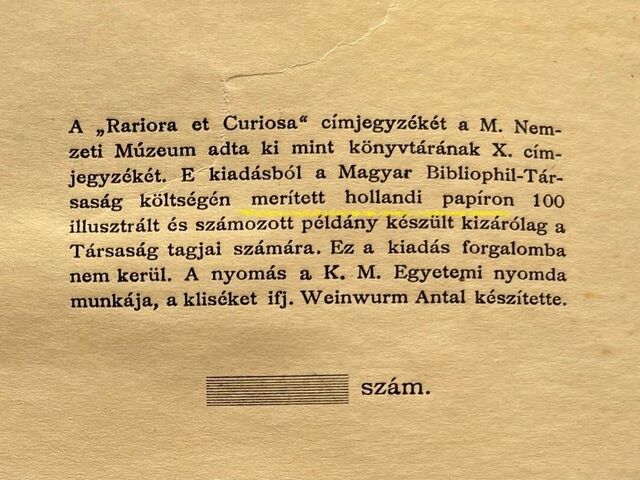 A „Rariora et Curiosa“ címjegyzékét a M. Nem-
zeti Múzeum adta ki mint könyvtárának X. cím-
jegyzékét. E kiadásból a Magyar Bibliophil-Tár-
saság költségén merített hollandi papíron 100
illusztrált és számozott példány készült kizárólag a
Társaság tagjai számára. Ez a kiadás forgalomba
nem kerül. A nyomás a K. M. Egyetemi nyomda
munkája, a kliséket ifj. Weinwurm Antal készítette.
szám.